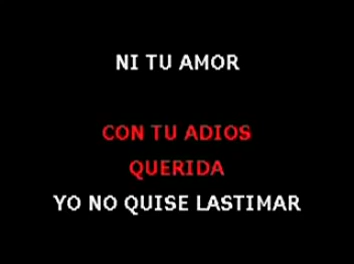 NI TU AMOR
CON TU ADIOS
QUERIDA
YO NO QUISE LASTIMAR